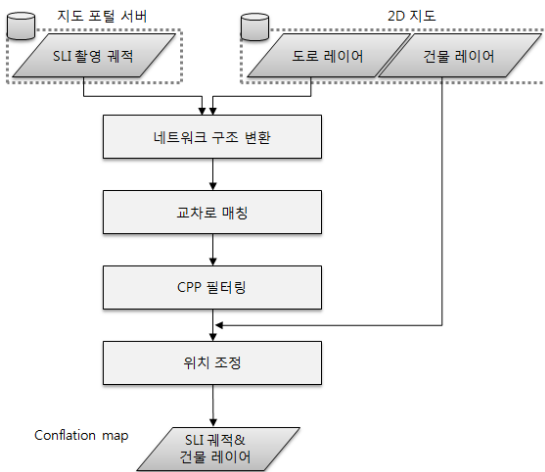 지도 포털 서버
2D 지도
SLI 촬영 궤적
도로 레이어
건물 레이어
네트워크 구조 변환
교차로 매칭
CPP 필터링
위치 조정
Conflation map
SLI 궤적&
건물 레이어